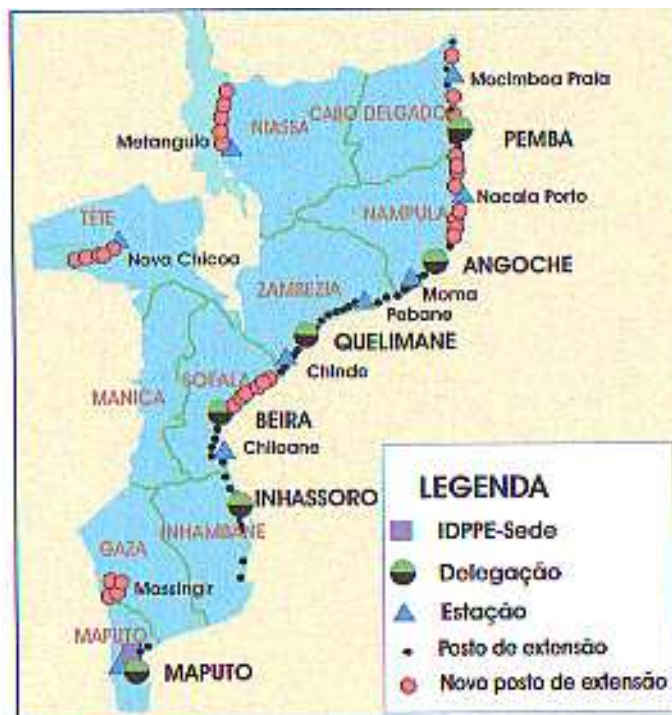 Mocimboa Praia
CABO DELGADO
NIASSA
Metangula
PEMBA
Nacala Porto
TETE
NAMPULA
Nova Chicoa
ANGOCHE
ZAMBEZIA
Moma
Pebane
QUELIMANE
SOFALA
Chinde
MANICA
BEIRA
Chiloane
LEGENDA
INHASSORO
IDPPE-Sede
INHAMBANE
GAZA
Delegação
Massingir
Estação
MAPUTO
Posto de extensão
MAPUTO
Novo posto de extensão